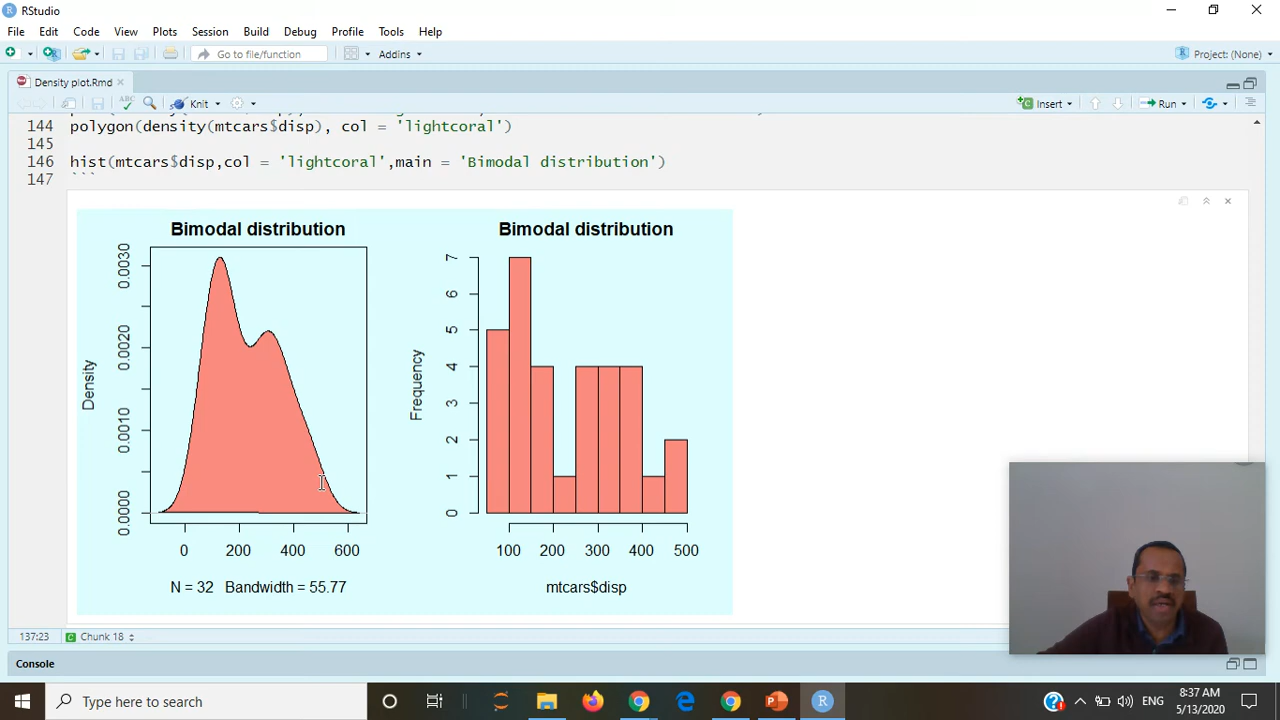 RStudio
File Edit Code View Plots Session Build Debug Profile Tools Help
Go to file/function Addins Project: (None)
Density plot.Rmd
ABC Knit Insert Run
144 polygon(density(mtcars$disp), col = 'lightcoral')
145
146 hist(mtcars$disp,col = 'lightcoral',main = 'Bimodal distribution')
147 ```
Bimodal distribution
Density
0.0000 0.0010 0.0020 0.0030
0 200 400 600
N = 32 Bandwidth = 55.77
Bimodal distribution
Frequency
0 1 2 3 4 5 6 7
100 200 300 400 500
mtcars$disp
137:23 Chunk 18
Console
Type here to search
ENG
8:37 AM
5/13/2020